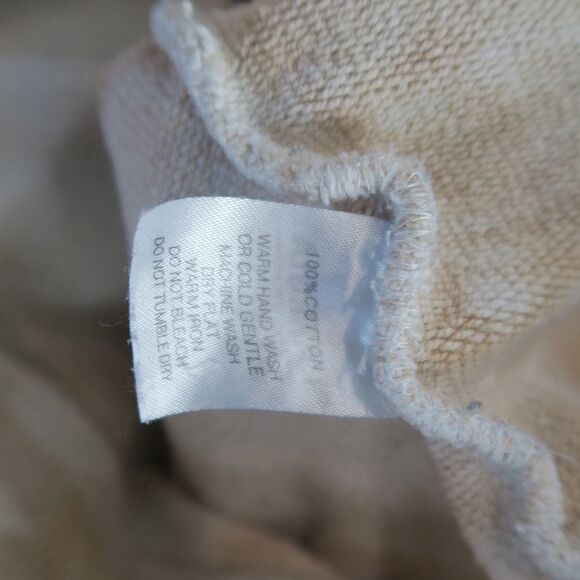 100% COTTON
WARM HAND WASH
OR COLD GENTLE
MACHINE WASH
DRY FLAT
WARM IRON
DO NOT BLEACH
DO NOT TUMBLE DRY